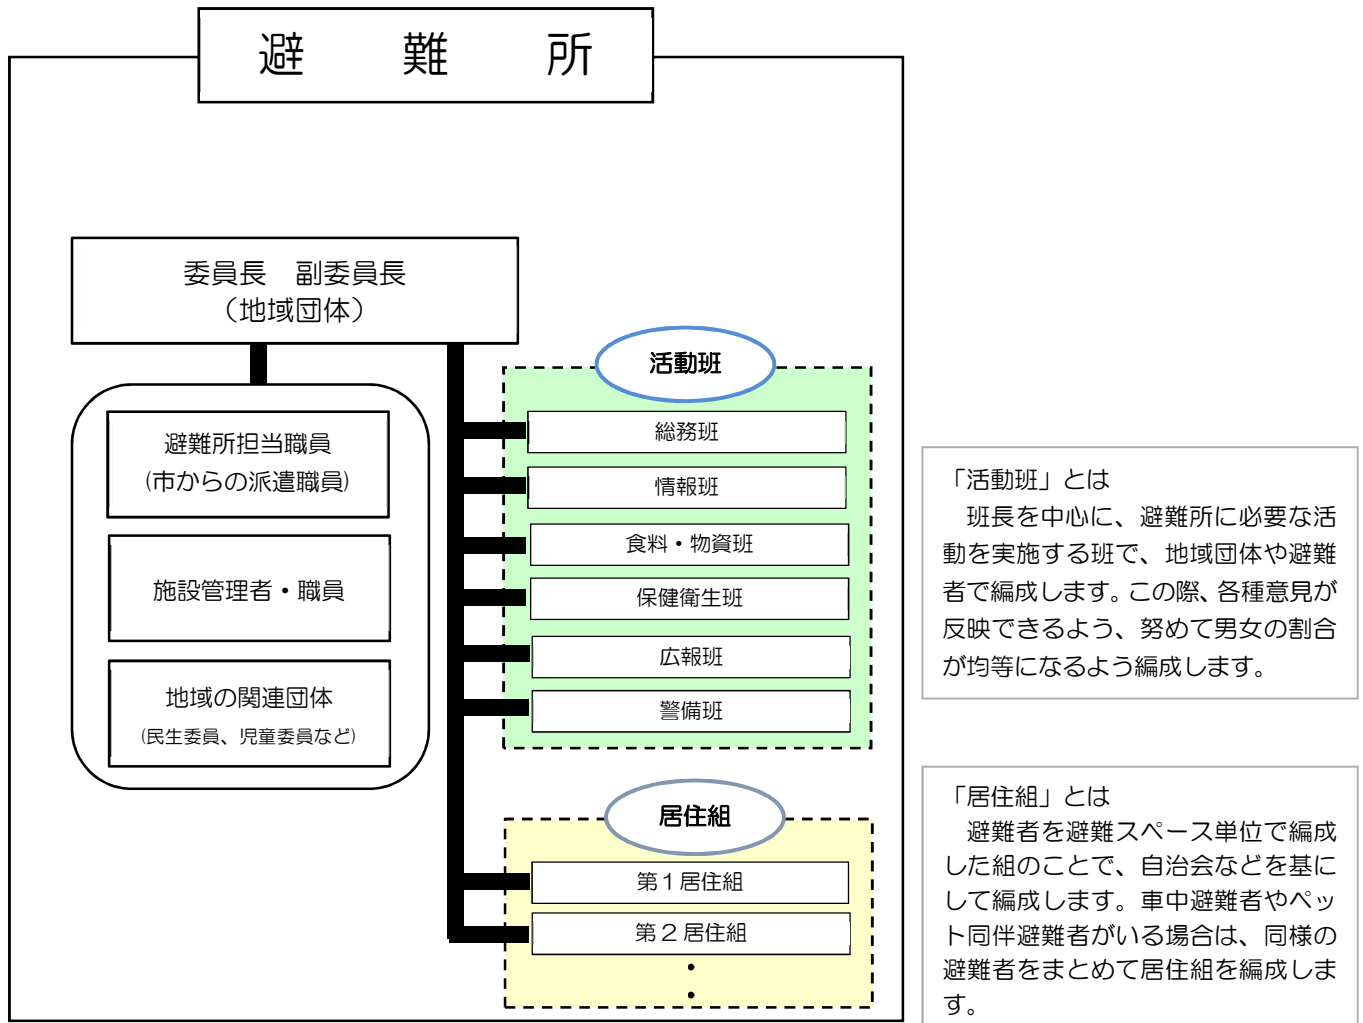 避　難　所
委員長　副委員長
（地域団体）
避難所担当職員
(市からの派遣職員)
施設管理者・職員
地域の関連団体
(民生委員、児童委員など)
活動班
総務班
情報班
食料・物資班
保健衛生班
広報班
警備班
居住組
第１居住組
第２居住組
・
・
「活動班」とは
　班長を中心に、避難所に必要な活
動を実施する班で、地域団体や避難
者で編成します。この際、各種意見が
反映できるよう、努めて男女の割合
が均等になるよう編成します。
「居住組」とは
　避難者を避難スペース単位で編成
した組のことで、自治会などを基に
して編成します。車中避難者やペッ
ト同伴避難者がいる場合は、同様の
避難者をまとめて居住組を編成しま
す。